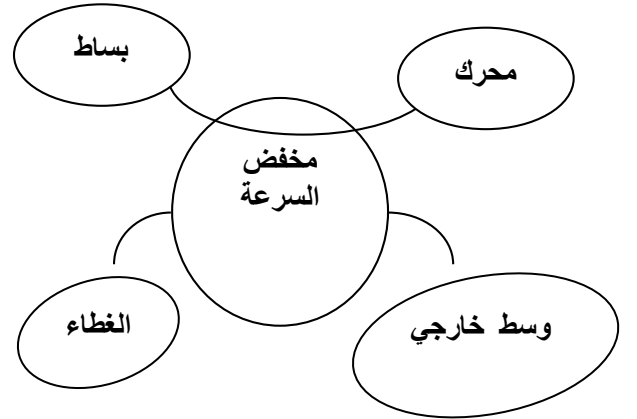 بساط
محرك
مخفض
السرعة
الغطاء
وسط خارجي